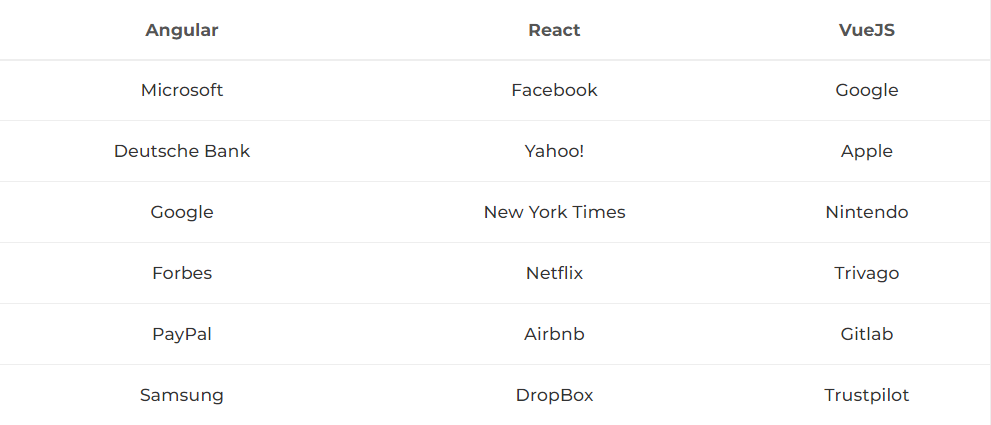 Angular React VueJS
Microsoft Facebook Google
Deutsche Bank Yahoo! Apple
Google New York Times Nintendo
Forbes Netflix Trivago
PayPal Airbnb Gitlab
Samsung DropBox Trustpilot